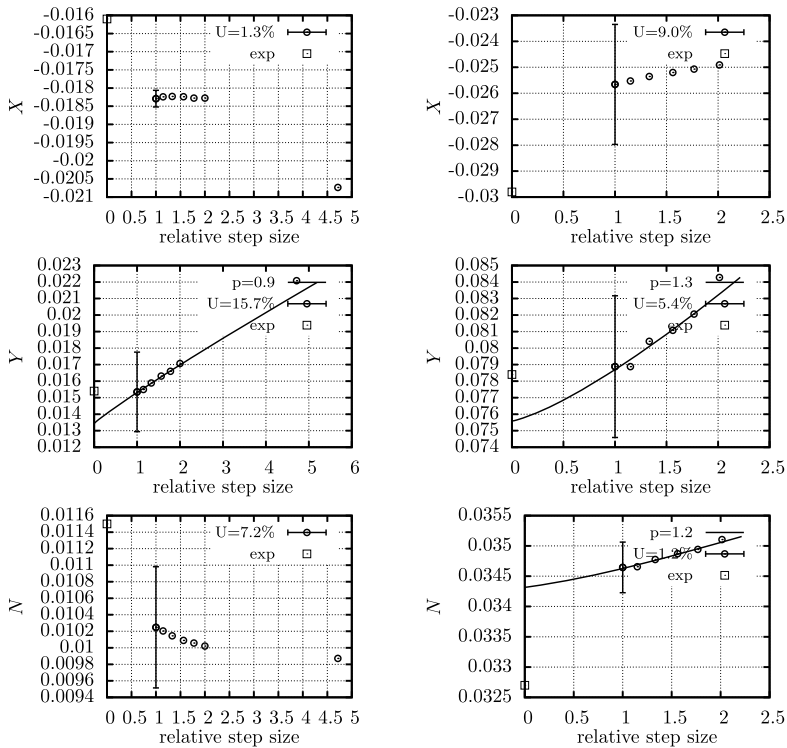 -0.016
-0.0165
-0.017
-0.0175
-0.018
-0.0185
-0.019
-0.0195
-0.02
-0.0205
-0.021
X
U=1.3%
exp
0 0.5 1 1.5 2 2.5 3 3.5 4 4.5 5
relative step size
-0.023
-0.024
-0.025
-0.026
-0.027
-0.028
-0.029
-0.03
X
U=9.0%
exp
0 0.5 1 1.5 2 2.5
relative step size
0.023
0.022
0.021
0.02
0.019
0.018
0.017
0.016
0.015
0.014
0.013
0.012
Y
p=0.9
U=15.7%
exp
0 1 2 3 4 5 6
relative step size
0.085
0.084
0.083
0.082
0.081
0.08
0.079
0.078
0.077
0.076
0.075
0.074
Y
p=1.3
U=5.4%
exp
0 0.5 1 1.5 2 2.5
relative step size
0.0116
0.0114
0.0112
0.011
0.0108
0.0106
0.0104
0.0102
0.01
0.0098
0.0096
0.0094
N
U=7.2%
exp
0 0.5 1 1.5 2 2.5 3 3.5 4 4.5 5
relative step size
0.0355
0.035
0.0345
0.034
0.0335
0.033
0.0325
N
p=1.2
exp
0 0.5 1 1.5 2 2.5
relative step size